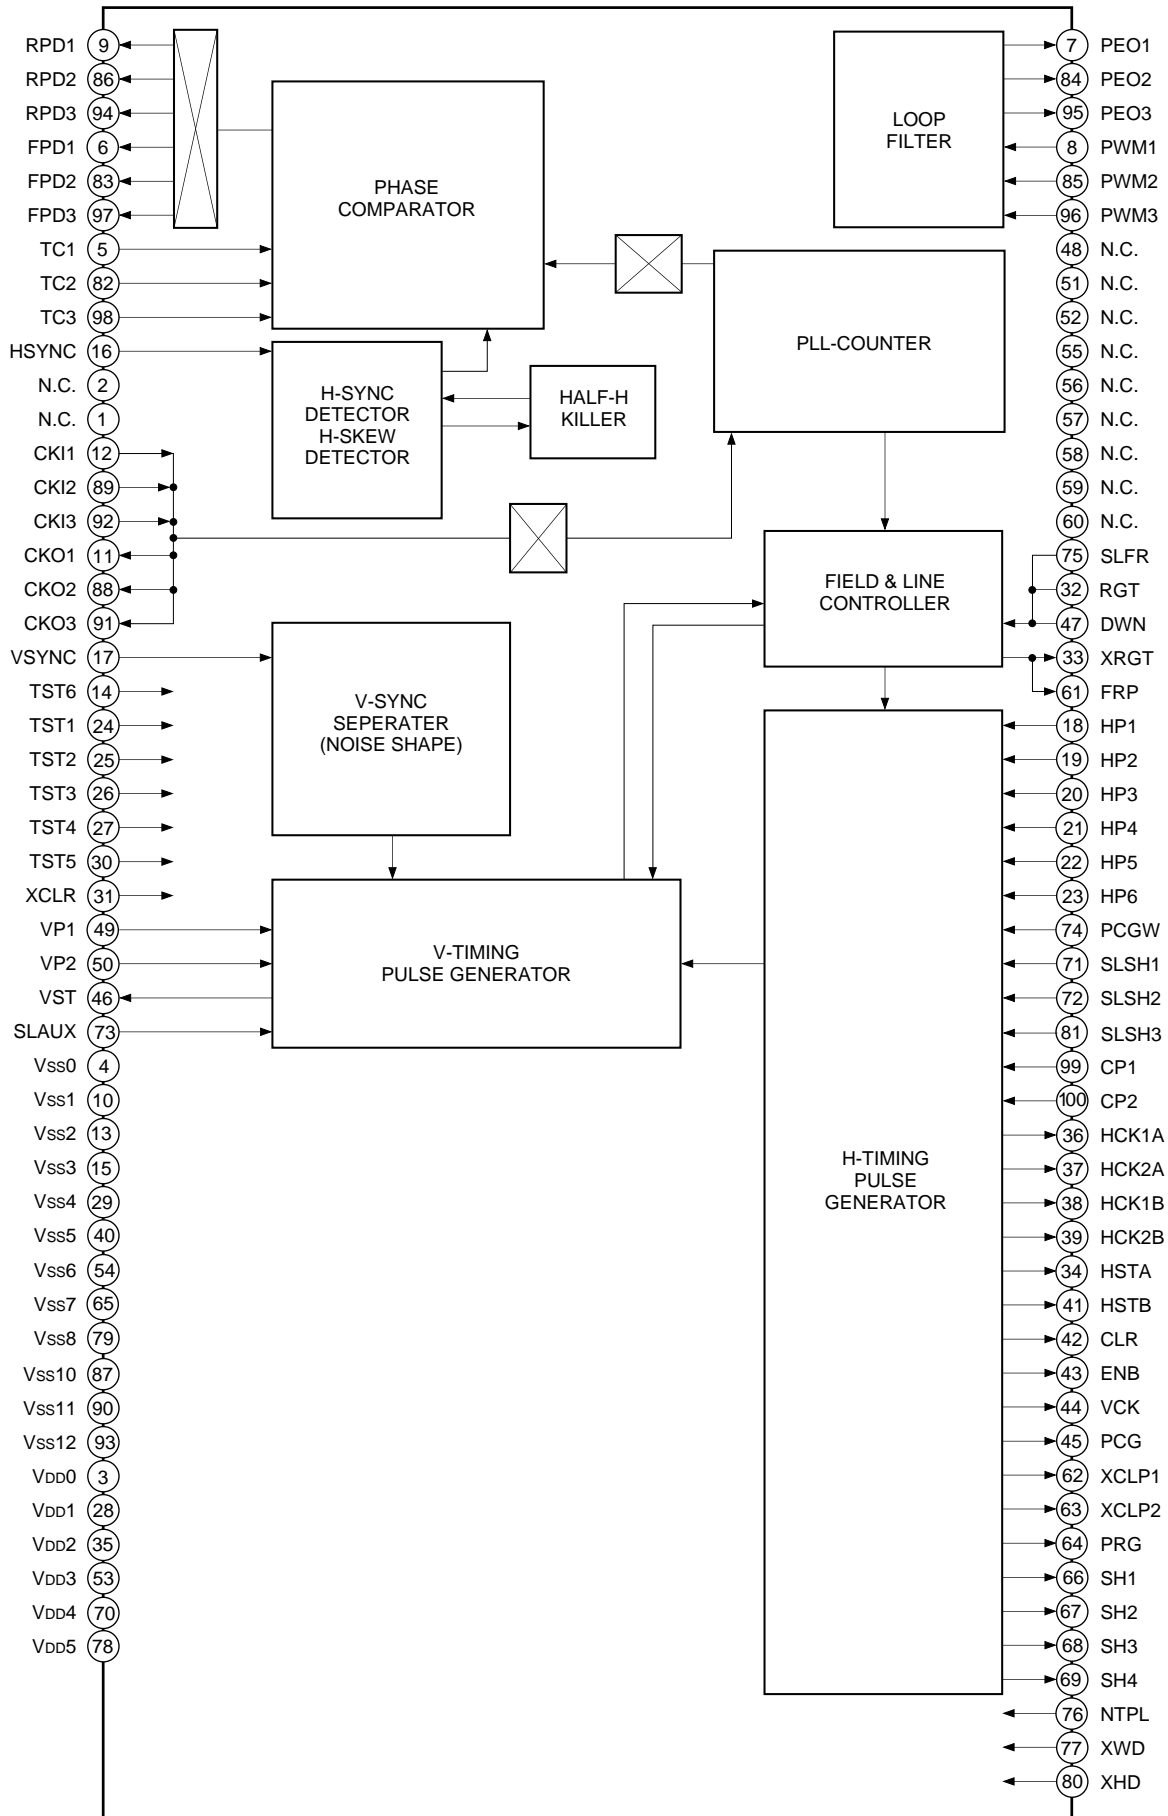 RPD1 9
RPD2 86
RPD3 94
FPD1 6
FPD2 83
FPD3 97
TC1 5
TC2 82
TC3 98
HSYNC 16
N.C. 2
N.C. 1
CKI1 12
CKI2 89
CKI3 92
CKO1 11
CKO2 88
CKO3 91
VSYNC 17
TST6 14
TST1 24
TST2 25
TST3 26
TST4 27
TST5 30
XCLR 31
VP1 49
VP2 50
VST 46
SLAUX 73
Vss0 4
Vss1 10
Vss2 13
Vss3 15
Vss4 29
Vss5 40
Vss6 54
Vss7 65
Vss8 79
Vss10 87
Vss11 90
Vss12 93
VDD0 3
VDD1 28
VDD2 35
VDD3 53
VDD4 70
VDD5 78
PHASE
COMPARATOR
H-SYNC
DETECTOR
H-SKEW
DETECTOR
HALF-H
KILLER
V-SYNC
SEPERATER
(NOISE SHAPE)
V-TIMING
PULSE GENERATOR
LOOP
FILTER
PLL-COUNTER
FIELD & LINE
CONTROLLER
H-TIMING
PULSE
GENERATOR
7 PEO1
84 PEO2
95 PEO3
8 PWM1
85 PWM2
96 PWM3
48 N.C.
51 N.C.
52 N.C.
55 N.C.
56 N.C.
57 N.C.
58 N.C.
59 N.C.
60 N.C.
75 SLFR
32 RGT
47 DWN
33 XRGT
61 FRP
18 HP1
19 HP2
20 HP3
21 HP4
22 HP5
23 HP6
74 PCGW
71 SLSH1
72 SLSH2
81 SLSH3
99 CP1
100 CP2
36 HCK1A
37 HCK2A
38 HCK1B
39 HCK2B
34 HSTA
41 HSTB
42 CLR
43 ENB
44 VCK
45 PCG
62 XCLP1
63 XCLP2
64 PRG
66 SH1
67 SH2
68 SH3
69 SH4
76 NTPL
77 XWD
80 XHD